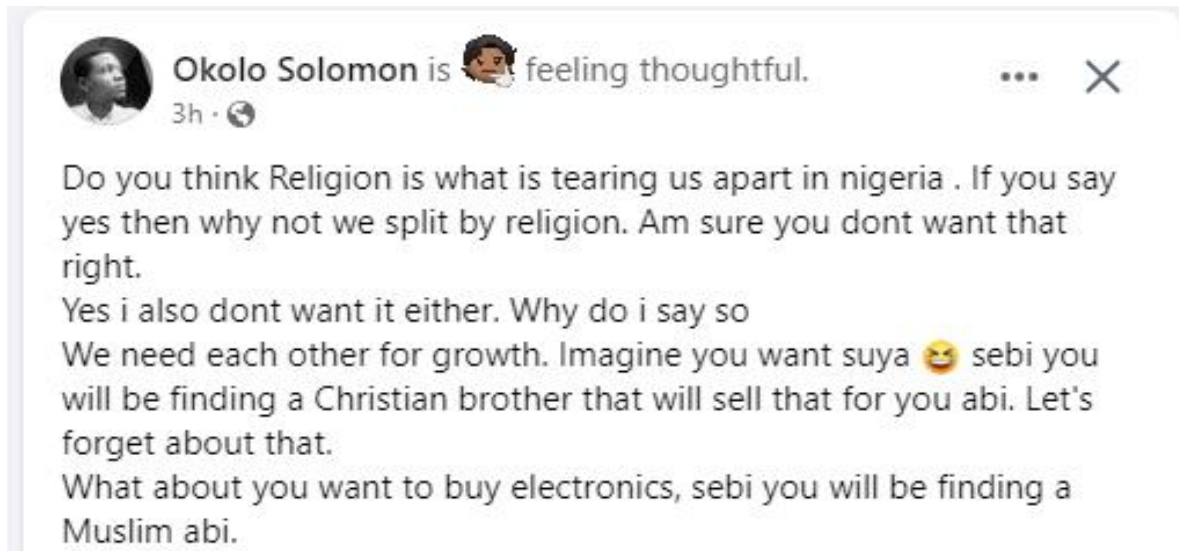 Okolo Solomon is feeling thoughtful.
3h ·
Do you think Religion is what is tearing us apart in nigeria . If you say
yes then why not we split by religion. Am sure you dont want that
right.
Yes i also dont want it either. Why do i say so
We need each other for growth. Imagine you want suya 😆 sebi you
will be finding a Christian brother that will sell that for you abi. Let's
forget about that.
What about you want to buy electronics, sebi you will be finding a
Muslim abi.